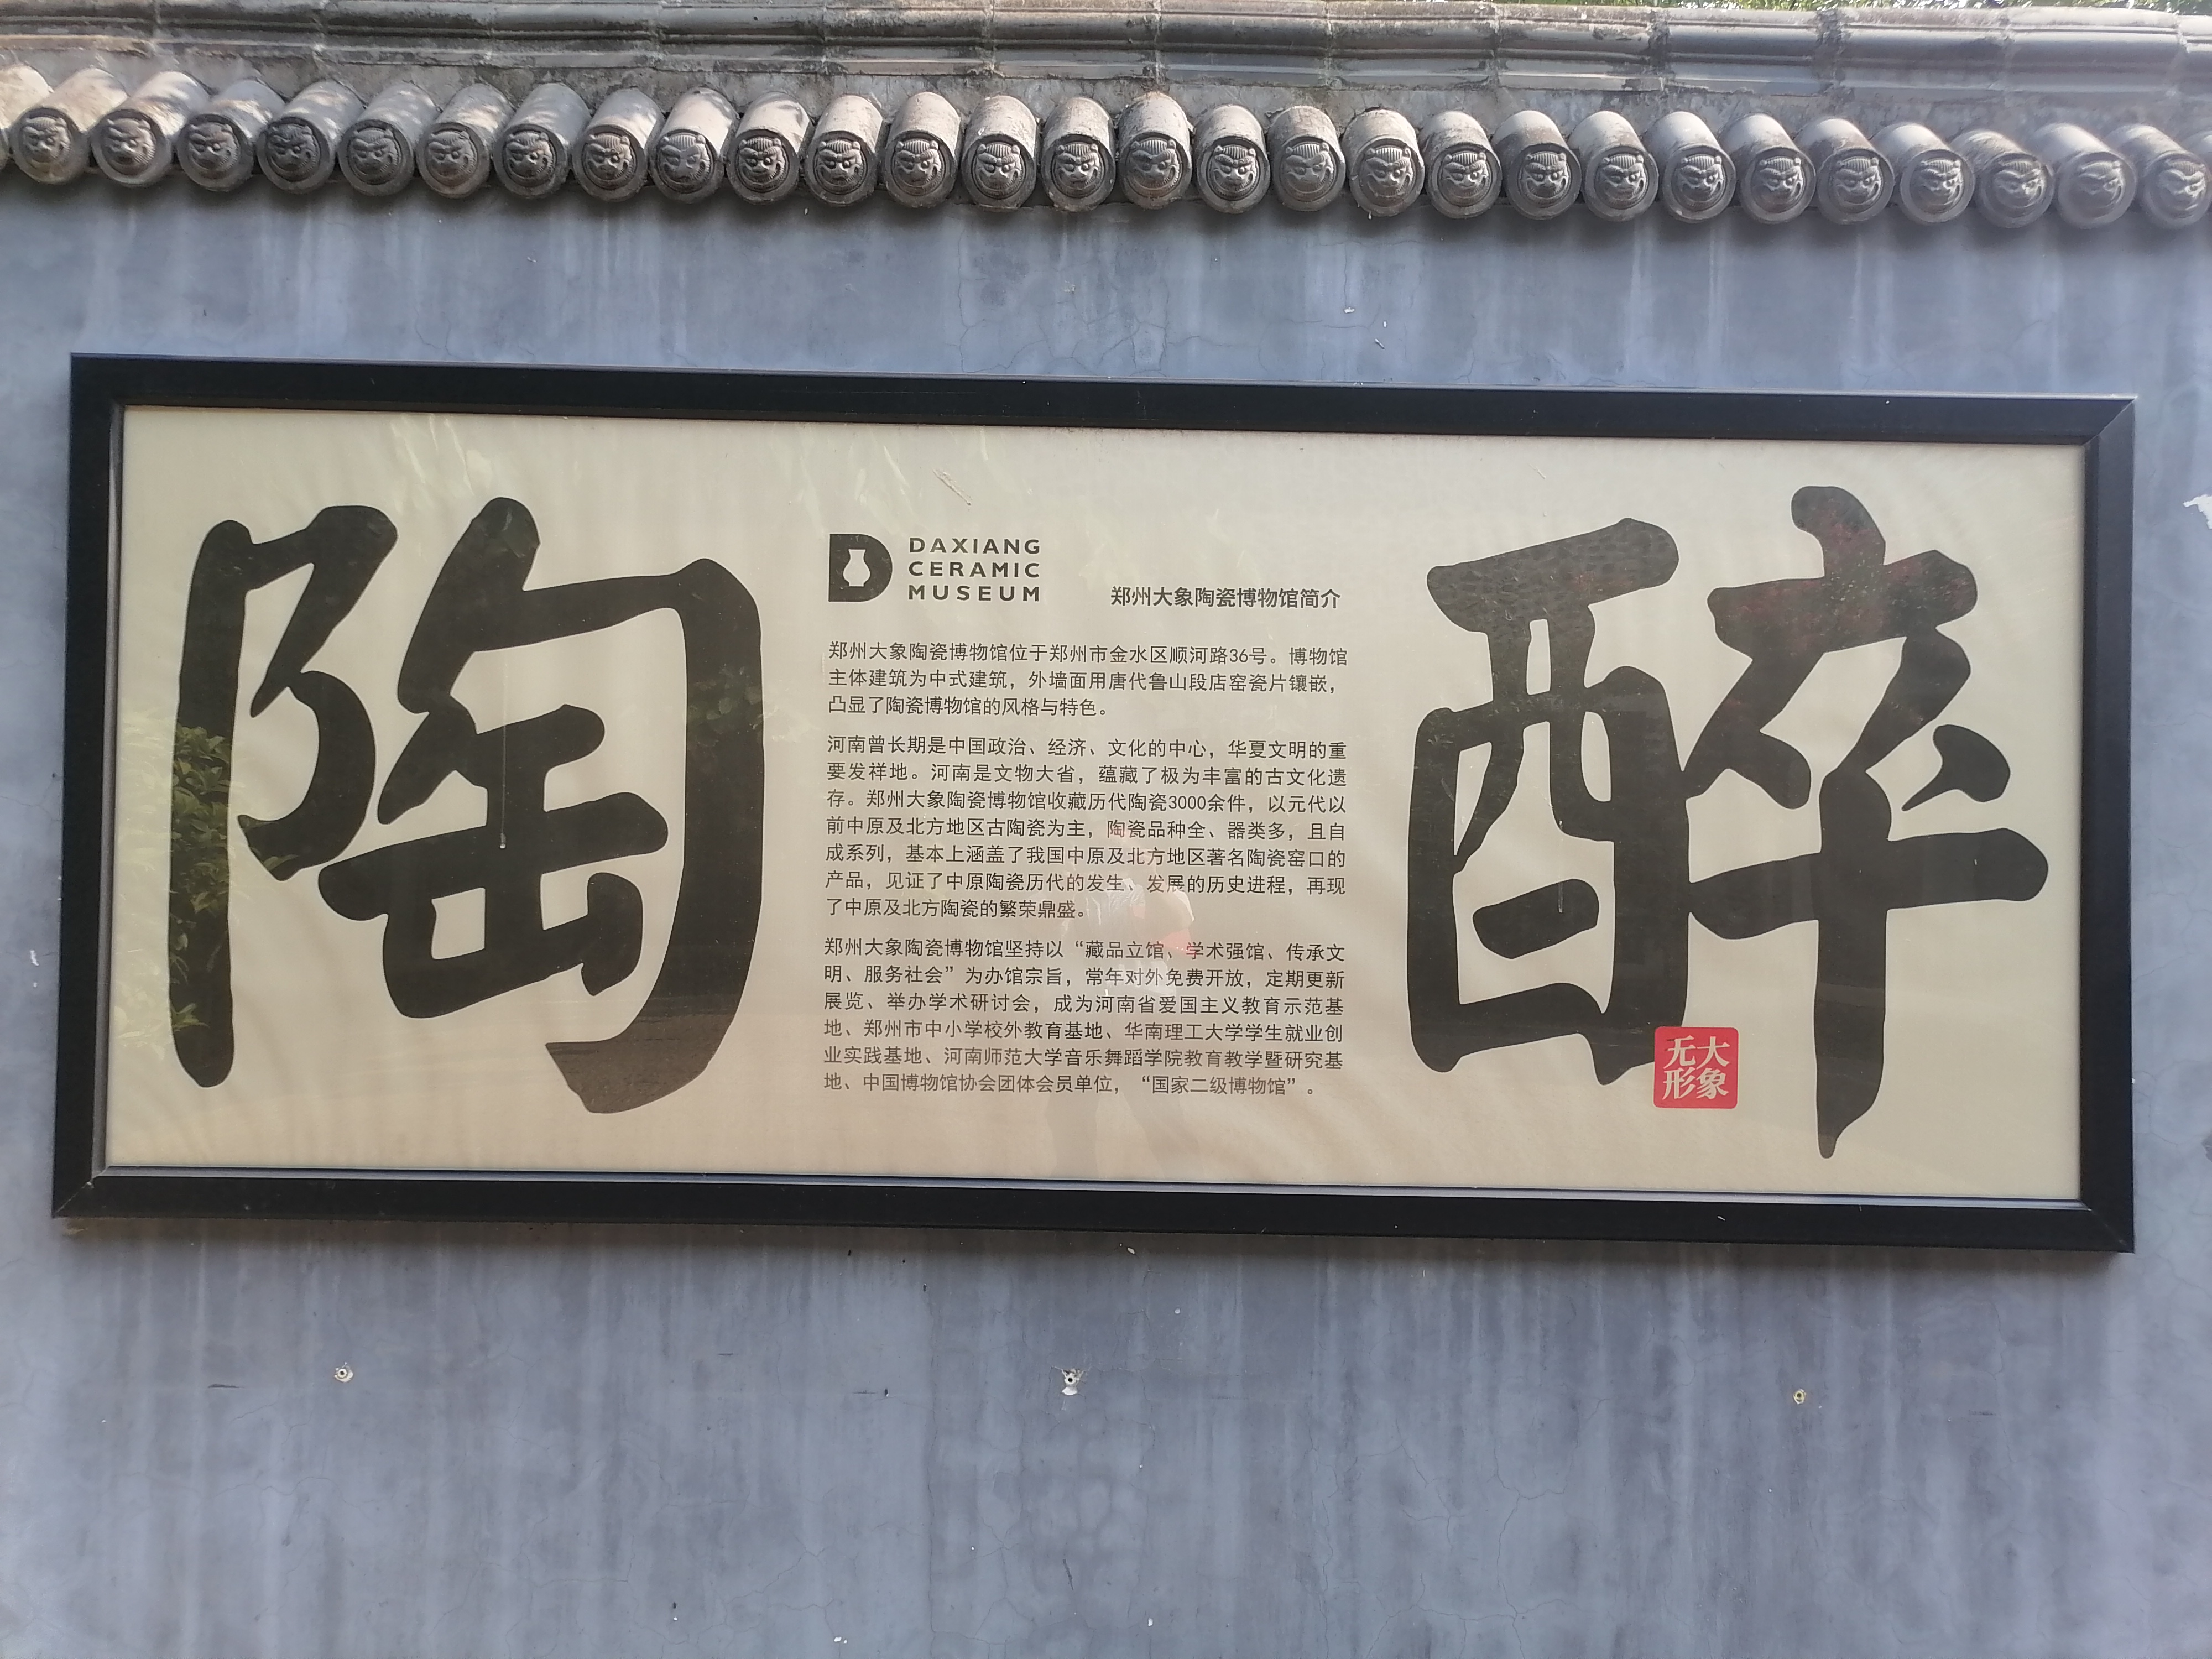 陶
DAXIANG
CERAMIC
MUSEUM
郑州大象陶瓷博物馆简介
郑州大象陶瓷博物馆位于郑州市金水区顺河路36号。博物馆
主体建筑为中式建筑，外墙面用唐代鲁山段店窑瓷片镶嵌，
凸显了陶瓷博物馆的风格与特色。
河南曾长期是中国政治、经济、文化的中心，华夏文明的重
要发祥地。河南是文物大省，蕴藏了极为丰富的古文化遗
存。郑州大象陶瓷博物馆收藏历代陶瓷3000余件，以元代以
前中原及北方地区古陶瓷为主，陶瓷品种全、器类多，且自
成系列，基本上涵盖了我国中原及北方地区著名陶瓷窑口的
产品，见证了中原陶瓷历代的发生、发展的历史进程，再现
了中原及北方陶瓷的繁荣鼎盛。
郑州大象陶瓷博物馆坚持以“藏品立馆、学术强馆、传承文
明、服务社会”为办馆宗旨，常年对外免费开放，定期更新
展览、举办学术研讨会，成为河南省爱国主义教育示范基
地、郑州市中小学校外教育基地、华南理工大学学生就业创
业实践基地、河南师范大学音乐舞蹈学院教育教学暨研究基
地、中国博物馆协会团体会员单位，“国家二级博物馆”。
醉
大象
无形